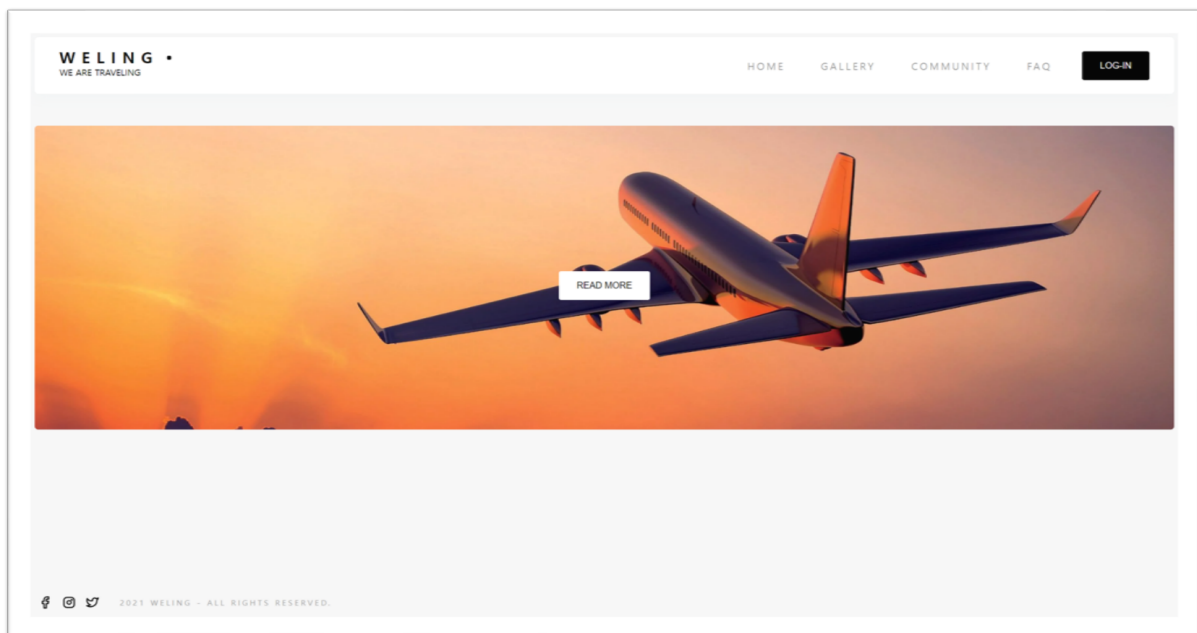 WELING •
WE ARE TRAVELING
HOME GALLERY COMMUNITY FAQ LOG-IN
READ MORE
2021 WELING - ALL RIGHTS RESERVED.